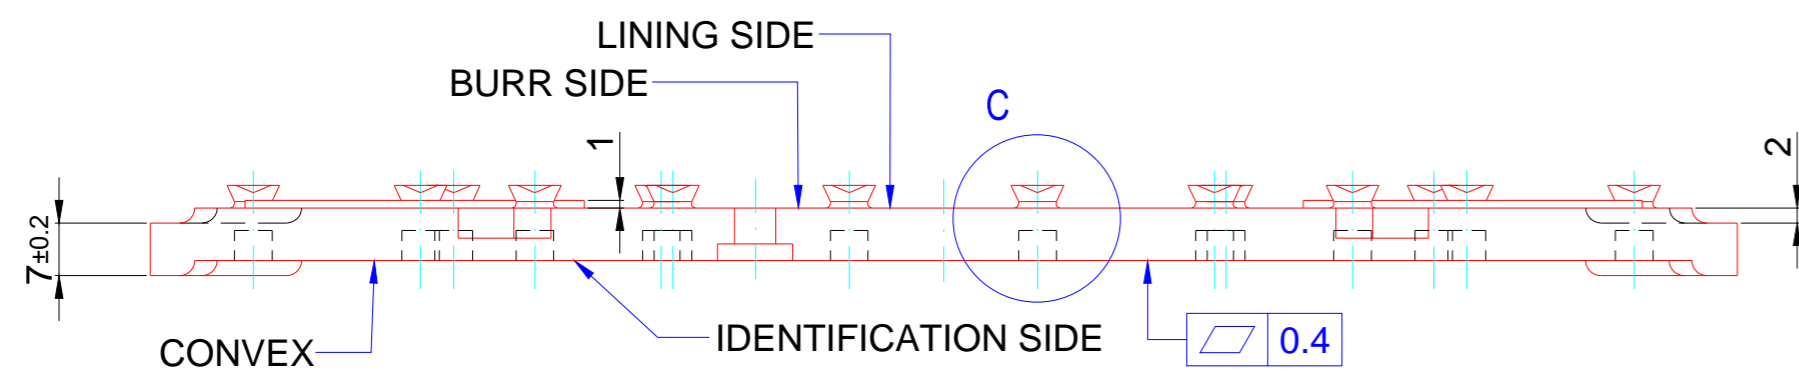 LINING SIDE
BURR SIDE
C
1
2
7±0.2
CONVEX
IDENTIFICATION SIDE
0.4